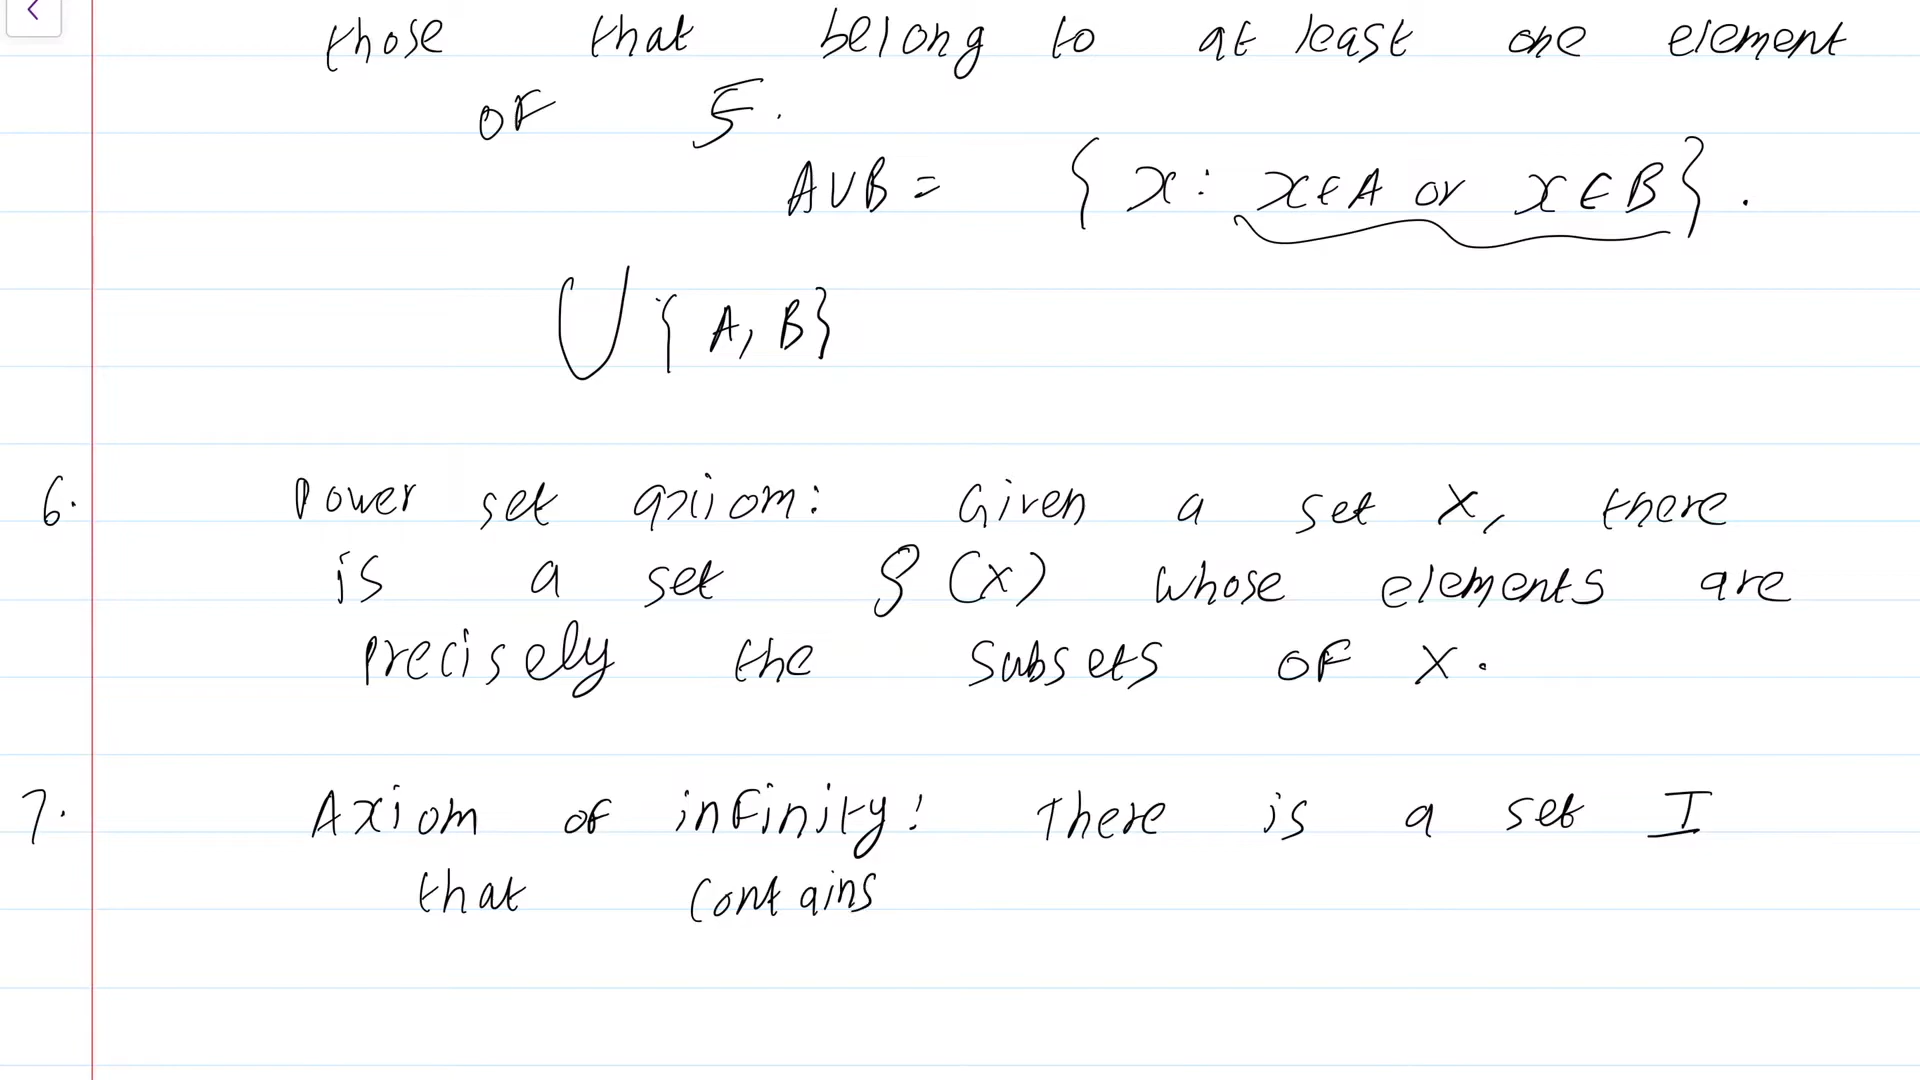 those that belong to at least one element
of 5.
A∪B = { x: x∈A or x∈B}.
∪{A, B}
6. Power set axiom: Given a set X, there
is a set ℘(X) whose elements are
precisely the subsets of X.
7. Axiom of infinity: There is a set I
that contains